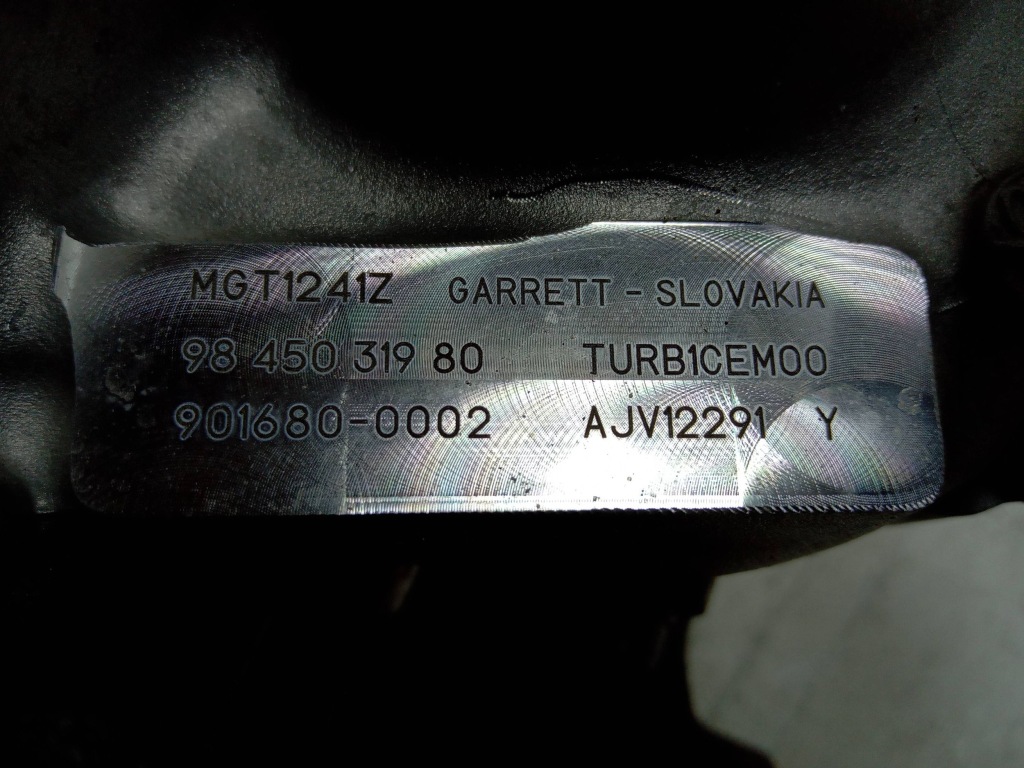 MGT1241Z GARRETT - SLOVAKIA
98 450 319 80 TURB1CEM00
901680-0002 AJV12291 Y